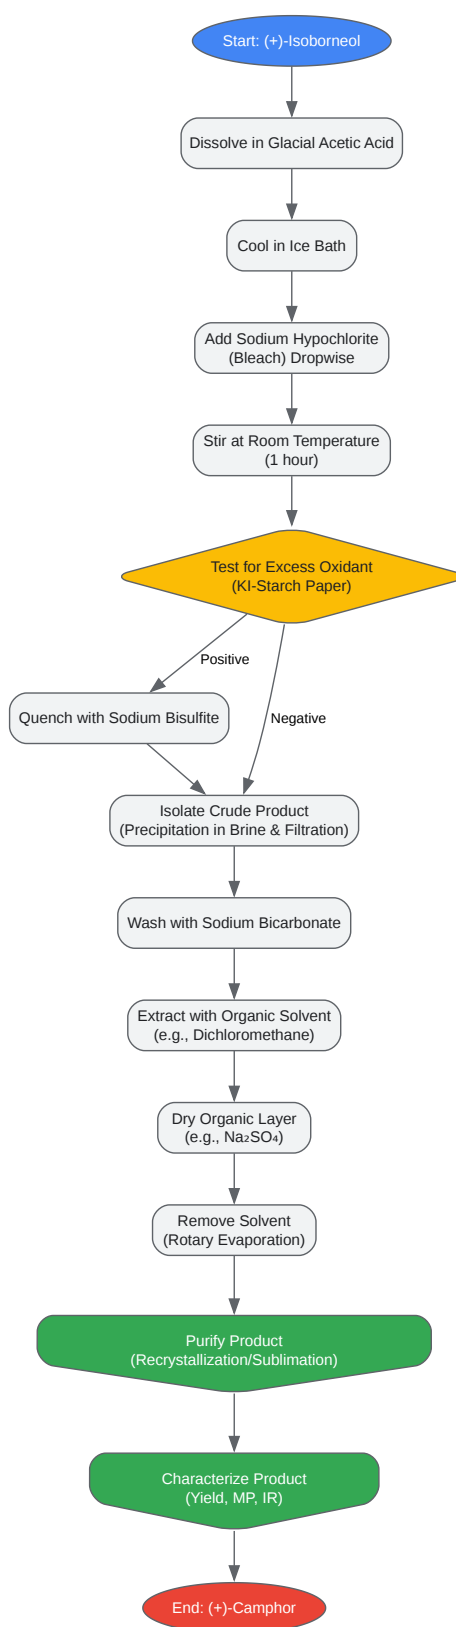 Start: (+)-Isoborneol
Dissolve in Glacial Acetic Acid
Cool in Ice Bath
Add Sodium Hypochlorite
(Bleach) Dropwise
Stir at Room Temperature
(1 hour)
Test for Excess Oxidant
(KI-Starch Paper)
Positive
Quench with Sodium Bisulfite
Negative
Isolate Crude Product
(Precipitation in Brine & Filtration)
Wash with Sodium Bicarbonate
Extract with Organic Solvent
(e.g., Dichloromethane)
Dry Organic Layer
(e.g., Na₂SO₄)
Remove Solvent
(Rotary Evaporation)
Purify Product
(Recrystallization/Sublimation)
Characterize Product
(Yield, MP, IR)
End: (+)-Camphor